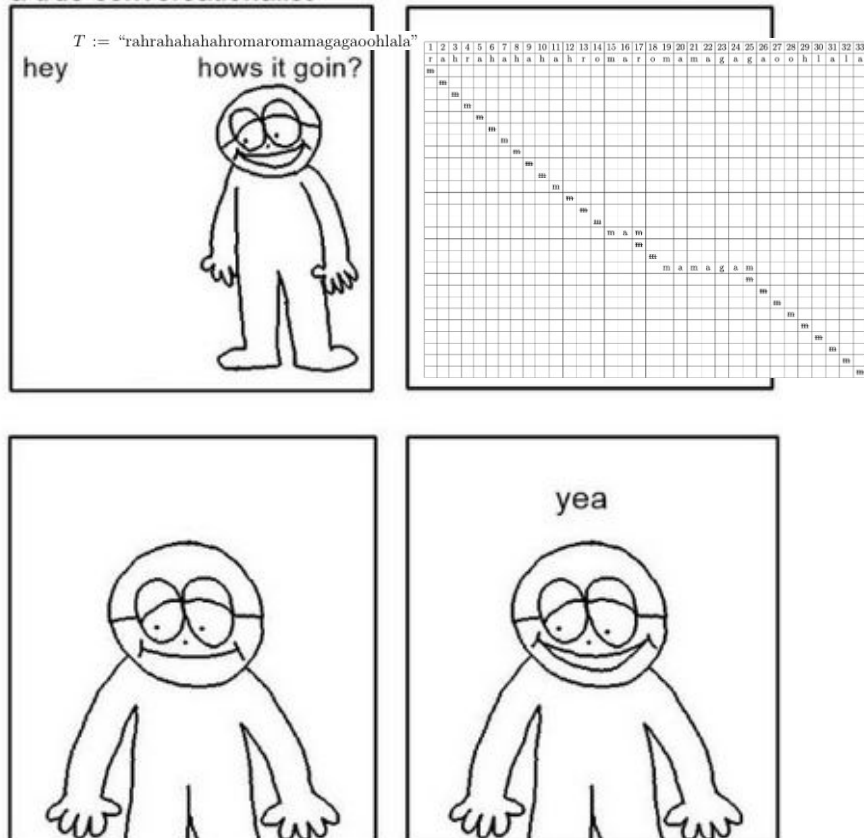 T := “rahrahahahahromaromamagagaoohlala”
hey hows it goin?
1 2 3 4 5 6 7 8 9 10 11 12 13 14 15 16 17 18 19 20 21 22 23 24 25 26 27 28 29 30 31 32 33
r a h r a h a h a h a h r o m a r o m a m a g a g a o o h l a l a
m
m
m
m
m
m
m
m
m
m
m
m
m
m
m a m
m
m
m a m a g a m
m
m
m
m
m
m
m
m
m
yea